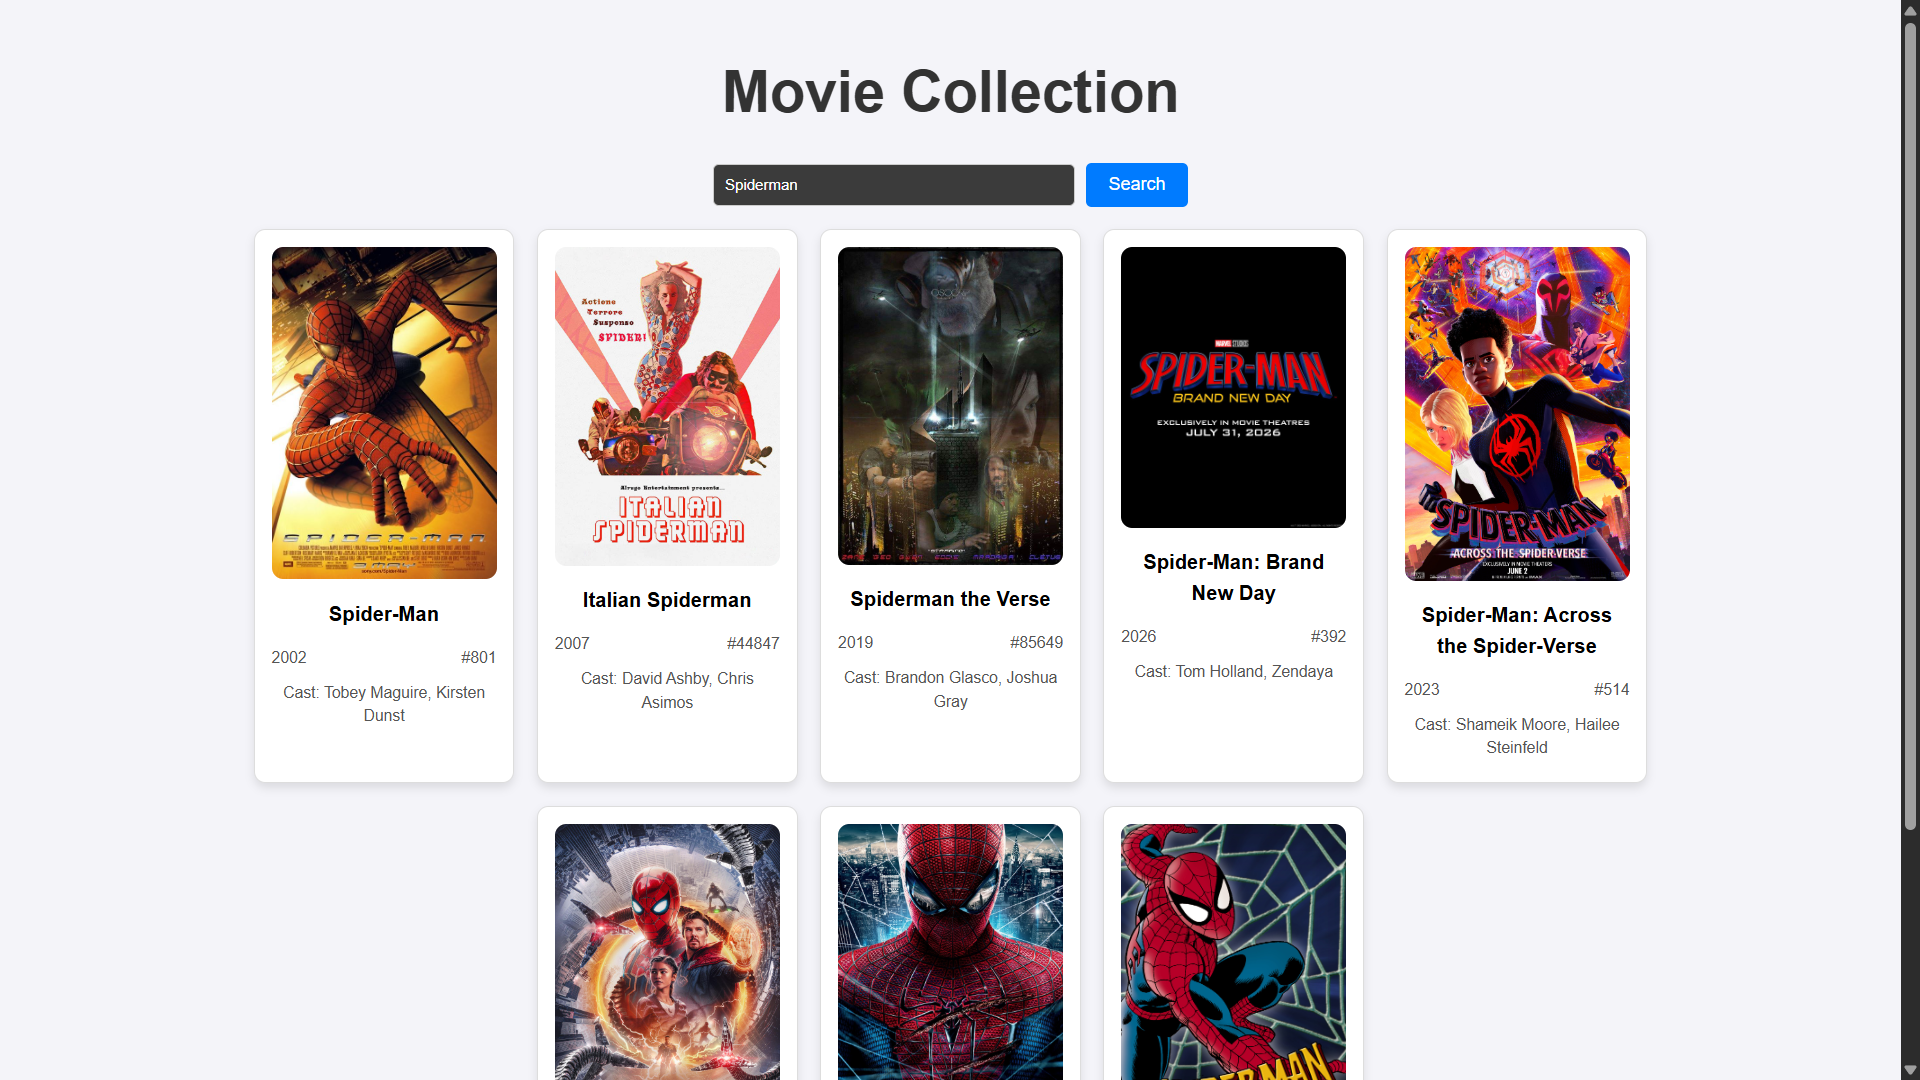 Movie Collection
Spiderman
Search
SPIDER-MAN
Spider-Man
2002
#801
Cast: Tobey Maguire, Kirsten
Dunst
Actione
Terrore
Suspenso
SPIDER!
Alrugo Entertainment presents...
ITALIAN
SPIDERMAN
Italian Spiderman
2007
#44847
Cast: David Ashby, Chris
Asimos
Spiderman the Verse
2019
#85649
Cast: Brandon Glasco, Joshua
Gray
MARVEL STUDIOS
SPIDER-MAN
BRAND NEW DAY
EXCLUSIVELY IN MOVIE THEATRES
JULY 31, 2026
Spider-Man: Brand
New Day
2026
#392
Cast: Tom Holland, Zendaya
SPIDER-MAN
ACROSS THE SPIDER-VERSE
EXCLUSIVELY IN MOVIE THEATERS
JUNE 2
Spider-Man: Across
the Spider-Verse
2023
#514
Cast: Shameik Moore, Hailee
Steinfeld